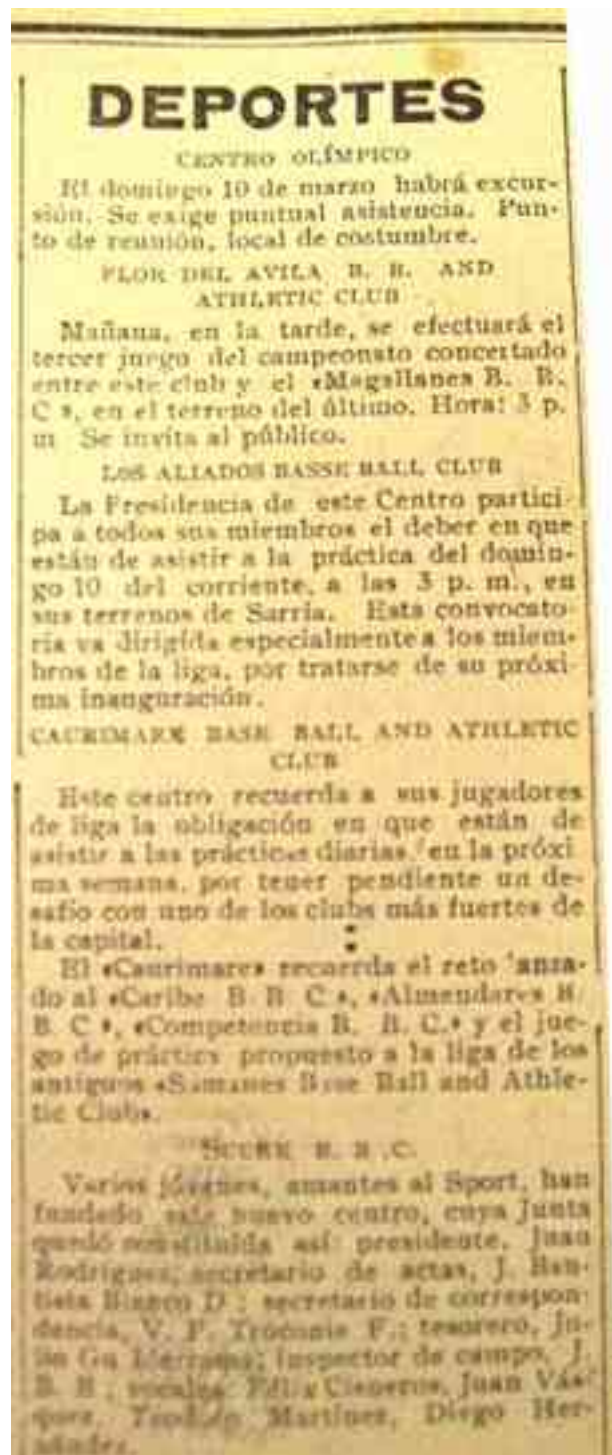 DEPORTES
CENTRO OLÍMPICO
El domingo 10 de marzo habrá excur-
sión. Se exige puntual asistencia. Pun-
to de reunión, local de costumbre.
FLOR DEL AVILA B. B. AND
ATHLETIC CLUB
Mañana, en la tarde, se efectuará el
tercer juego del campeonato concertado
entre este club y el «Magallanes B. B.
C», en el terreno del último. Hora: 3 p.
m Se invita al público.
LOS ALIADOS BASSE BALL CLUB
La Presidencia de este Centro partici-
pa a todos sus miembros el deber en que
están de asistir a la práctica del domin-
go 10 del corriente, a las 3 p. m., en
sus terrenos de Sarria. Esta convocato-
ria va dirigida especialmente a los miem-
bros de la liga, por tratarse de su próxi
ma inauguración.
CAURIMARE BASE BALL AND ATHLETIC
CLUB
Este centro recuerda a sus jugadores
de liga la obligación en que están de
asistir a las prácticas diarias, en la próxi
ma semana, por tener pendiente un de-
safío con uno de los clubs más fuertes de
la capital.
El «Caurimare» recuerda el reto anza-
do al «Caribe B. B. C», «Almendares B.
B. C», «Competencia B. B. C.» y el jue-
go de práctica propuesto a la liga de los
antiguos «Samanes Base Ball and Athle-
tic Club».
SUCRE B. B. C.
Varios jóvenes, amantes al Sport, han
fundado este nuevo centro, cuya Junta
quedó constituída así: presidente, Juan
Rodríguez; secretario de actas, J. Bau-
tista Bianco D; secretario de correspon-
dencia, V. F. Troconis F.; tesorero, Ju-
inspector de campo, J.
B. B; vocales: Félix Cisneros, Juan Vás-
quez, Martínez, Diego Her-
nández.